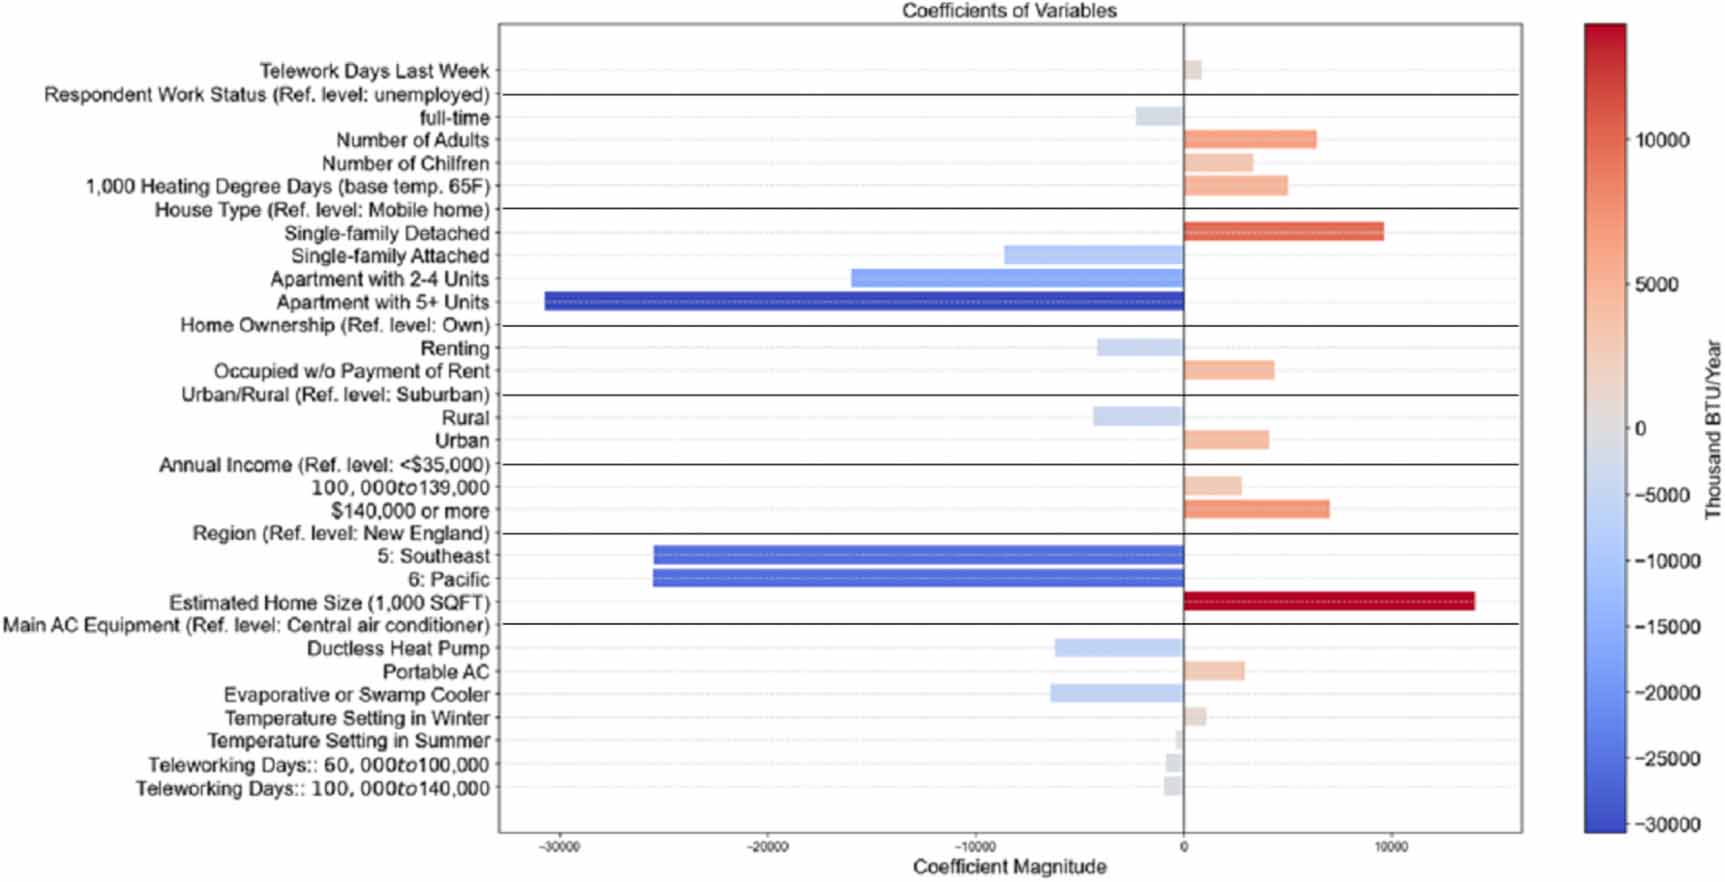 Coefficients of Variables
Telework Days Last Week
Respondent Work Status (Ref. level: unemployed)
full-time
Number of Adults
Number of Chilfren
1,000 Heating Degree Days (base temp. 65F)
House Type (Ref. level: Mobile home)
Single-family Detached
Single-family Attached
Apartment with 2-4 Units
Apartment with 5+ Units
Home Ownership (Ref. level: Own)
Renting
Occupied w/o Payment of Rent
Urban/Rural (Ref. level: Suburban)
Rural
Urban
Annual Income (Ref. level: <$35,000)
100,000to139,000
$140,000 or more
Region (Ref. level: New England)
5: Southeast
6: Pacific
Estimated Home Size (1,000 SQFT)
Main AC Equipment (Ref. level: Central air conditioner)
Ductless Heat Pump
Portable AC
Evaporative or Swamp Cooler
Temperature Setting in Winter
Temperature Setting in Summer
Teleworking Days:: 60,000to100,000
Teleworking Days:: 100,000to140,000
−30000
−20000
−10000
0
10000
Coefficient Magnitude
10000
5000
0
−5000
−10000
−15000
−20000
−25000
−30000
Thousand BTU/Year